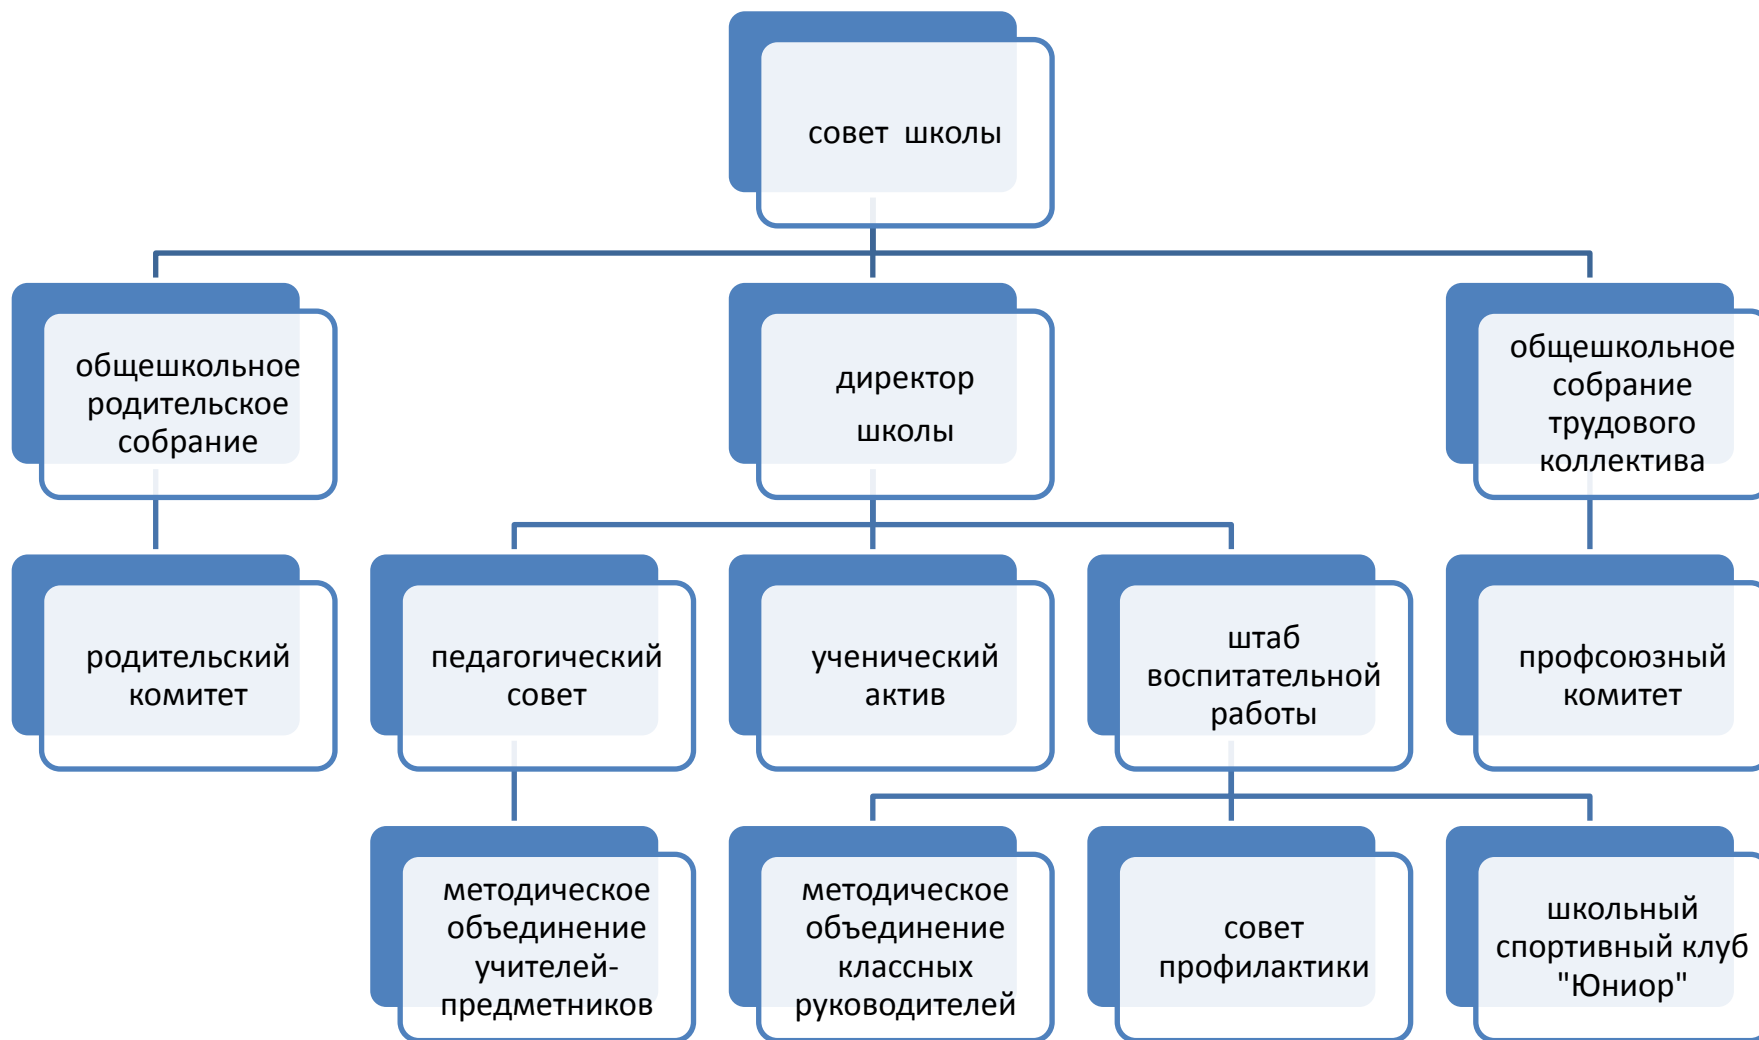 совет школы
общешкольное
родительское
собрание
директор
школы
общешкольное
собрание
трудового
коллектива
родительский
комитет
педагогический
совет
ученический
актив
штаб
воспитательной
работы
профсоюзный
комитет
методическое
объединение
учителей-
предметников
методическое
объединение
классных
руководителей
совет
профилактики
школьный
спортивный клуб
"Юниор"